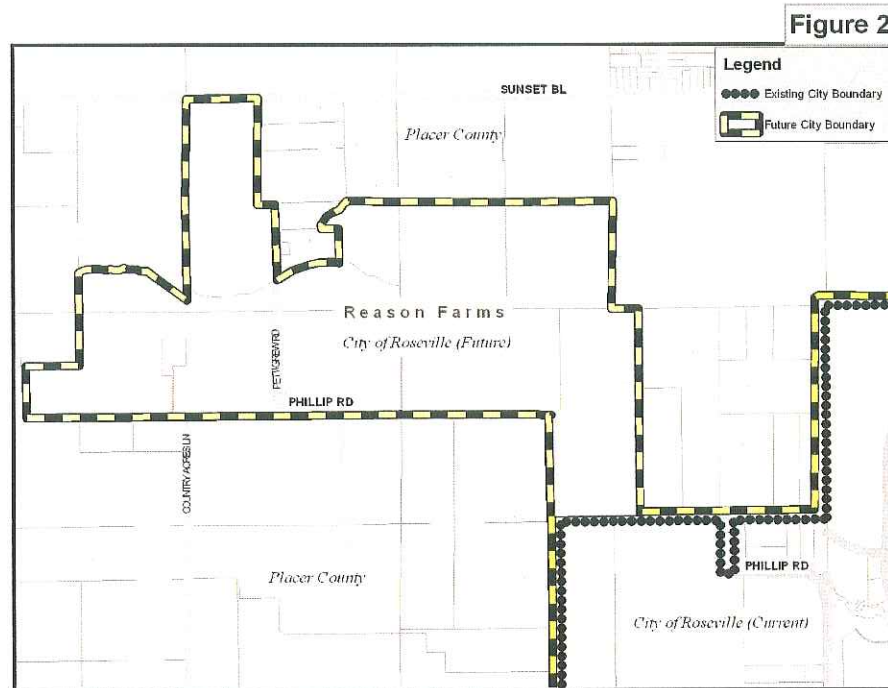 Figure 2
Legend
Existing City Boundary
Future City Boundary
SUNSET BL
Placer County
Reason Farms
City of Roseville (Future)
PETTIGREW RD
PHILLIP RD
COUNTRY ACRES LN
Placer County
PHILLIP RD
City of Roseville (Current)